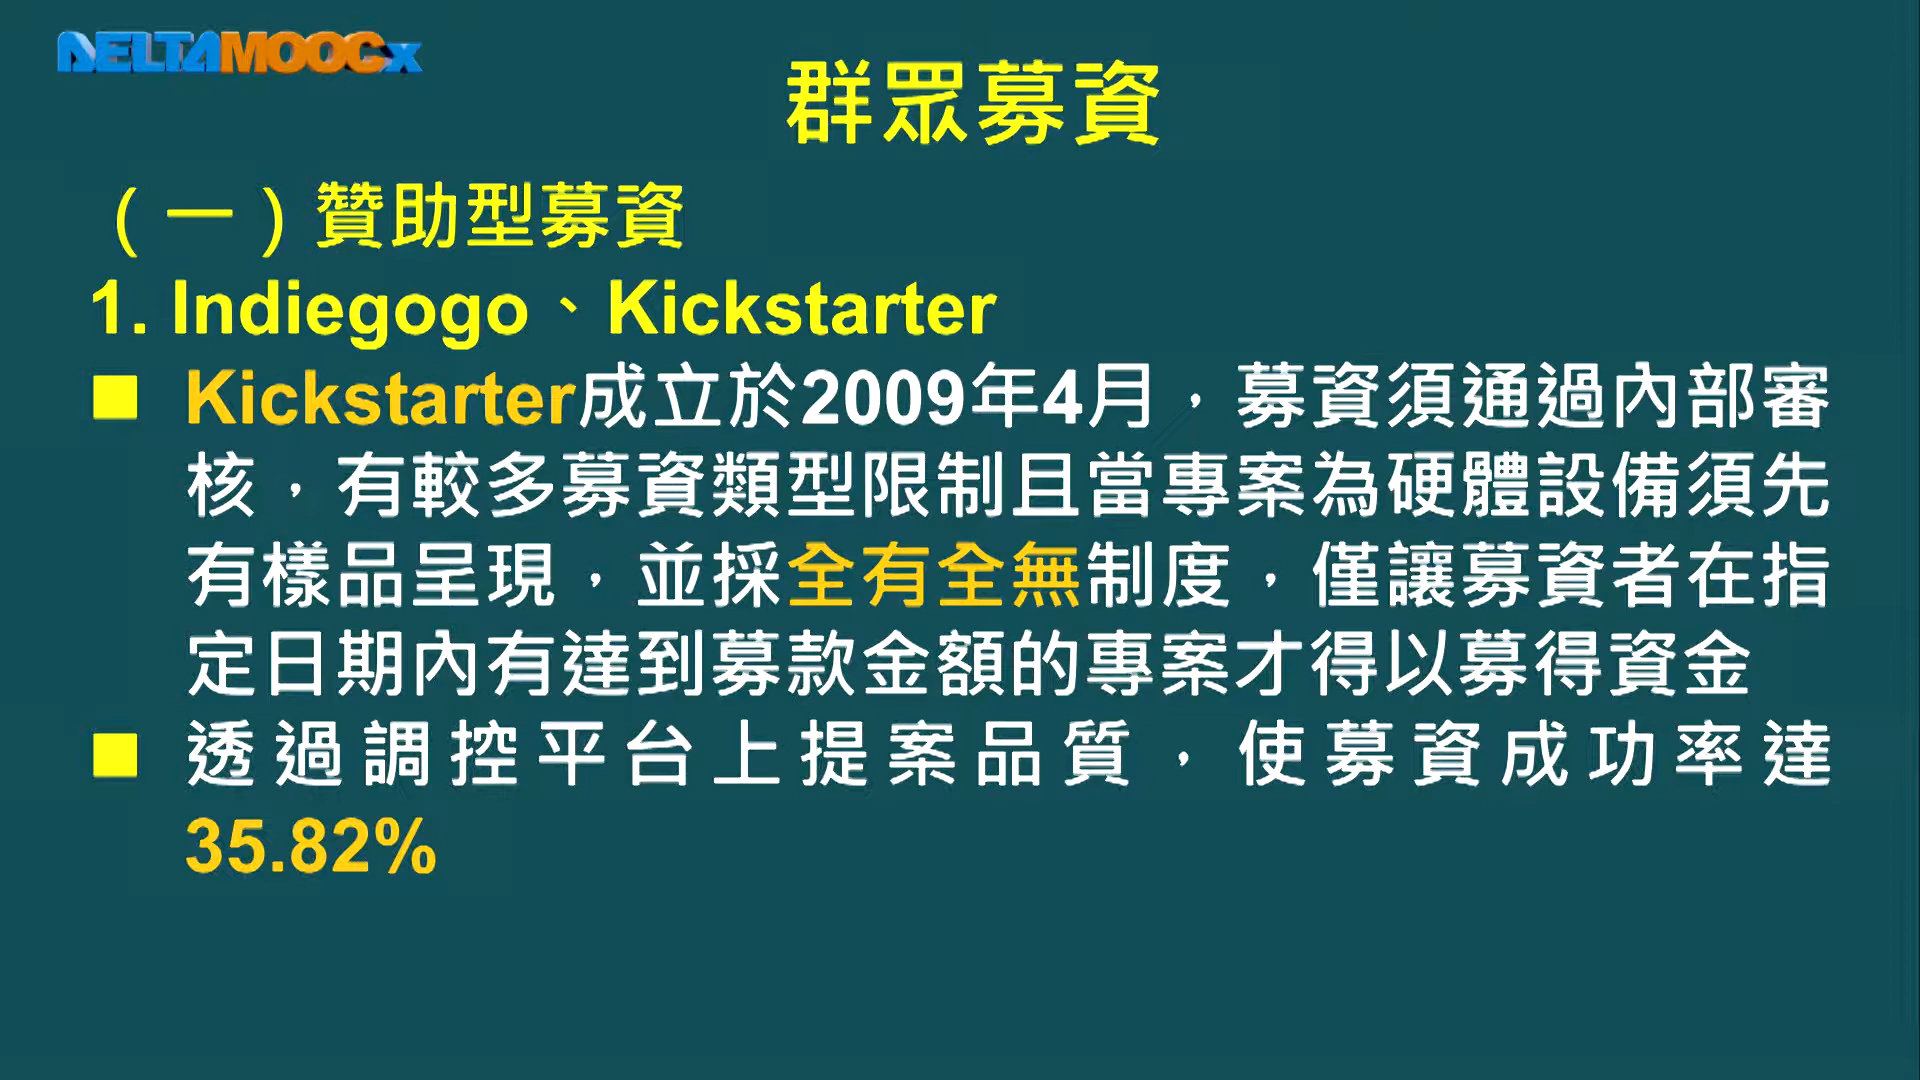 DELTAMOOCx
群眾募資
（一）贊助型募資
1. Indiegogo、Kickstarter
■ Kickstarter成立於2009年4月，募資須通過內部審
核，有較多募資類型限制且當專案為硬體設備須先
有樣品呈現，並採全有全無制度，僅讓募資者在指
定日期內有達到募款金額的專案才得以募得資金
■ 透過調控平台上提案品質，使募資成功率達
35.82%